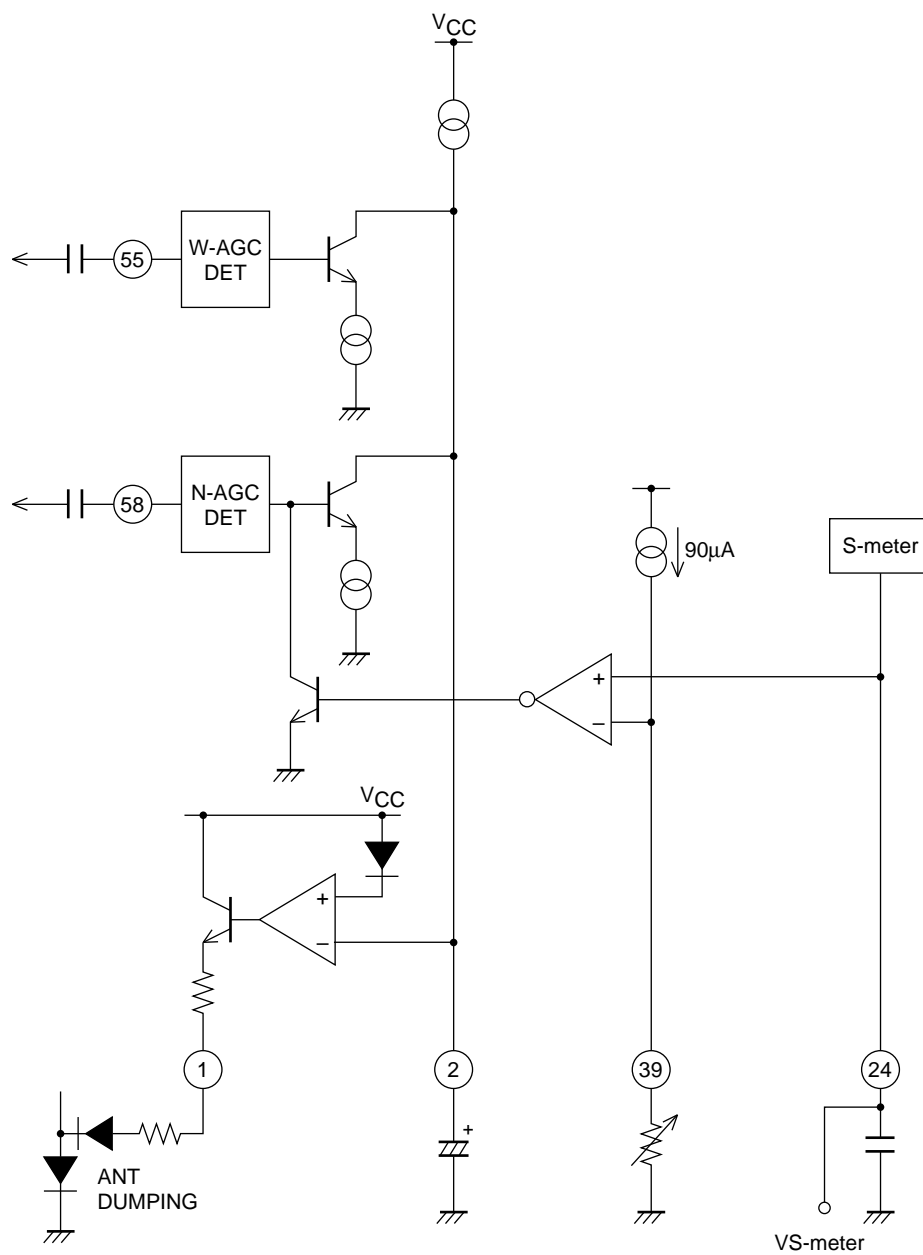 VCC
55
W-AGC
DET
58
N-AGC
DET
90μA
S-meter
+
−
VCC
+
−
1
2
39
24
+
ANT
DUMPING
VS-meter